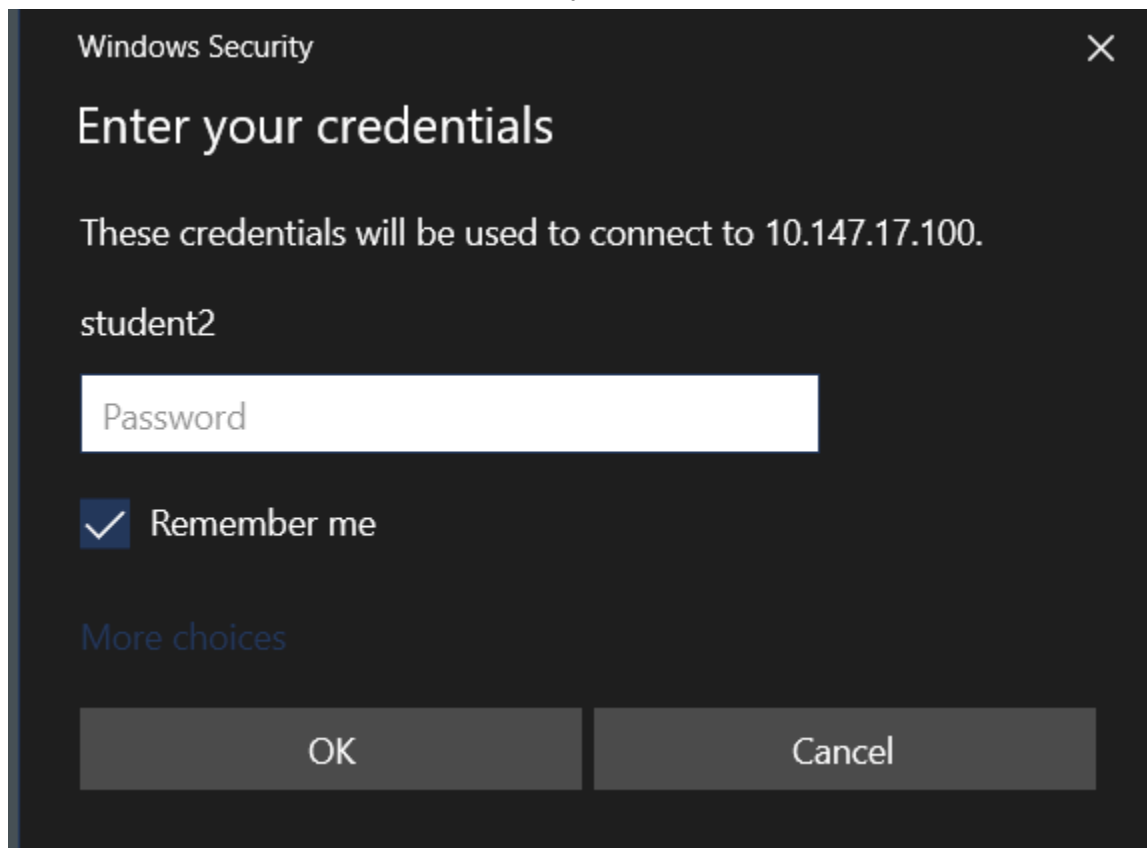 Windows Security
Enter your credentials
These credentials will be used to connect to 10.147.17.100.
student2
Password
Remember me
More choices
OK
Cancel